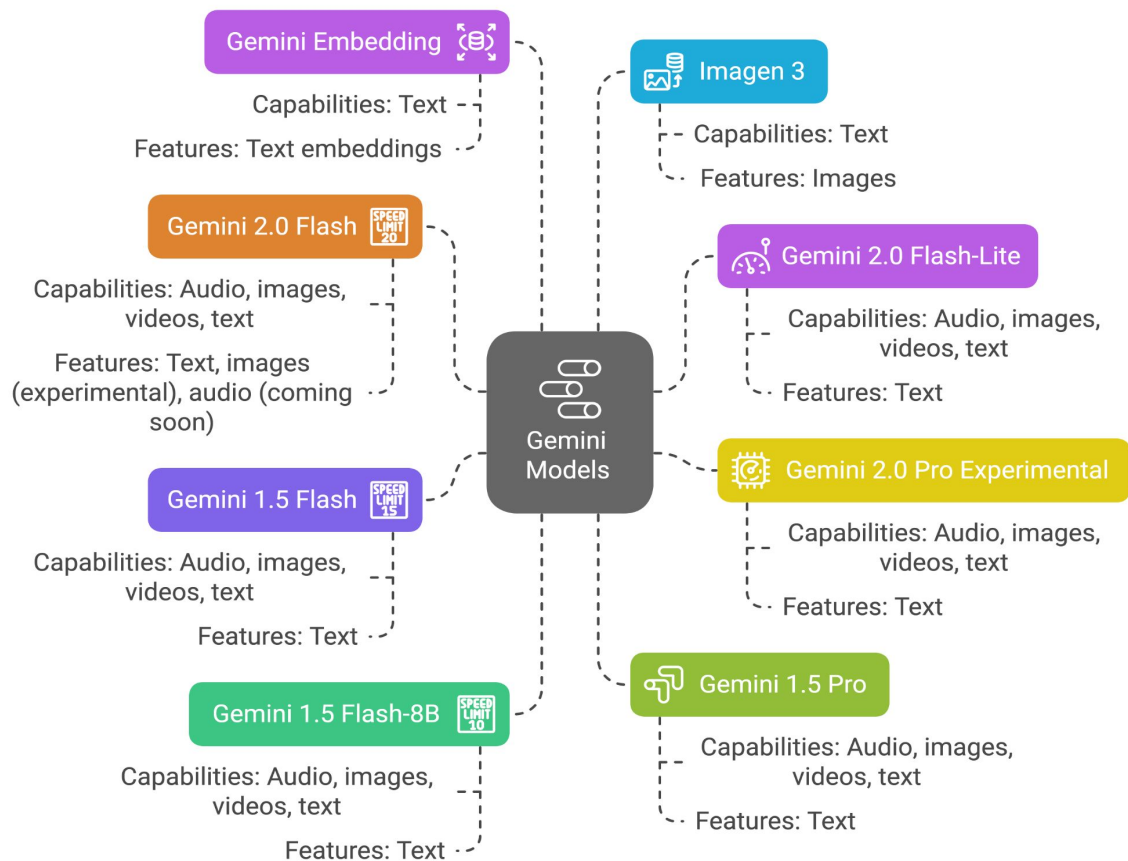 Gemini Embedding
Capabilities: Text
Features: Text embeddings
Gemini 2.0 Flash
SPEED
LIMIT
20
Capabilities: Audio, images,
videos, text
Features: Text, images
(experimental), audio (coming
soon)
Gemini 1.5 Flash
SPEED
LIMIT
15
Capabilities: Audio, images,
videos, text
Features: Text
Gemini 1.5 Flash-8B
SPEED
LIMIT
10
Capabilities: Audio, images,
videos, text
Features: Text
Gemini
Models
Imagen 3
Capabilities: Text
Features: Images
Gemini 2.0 Flash-Lite
Capabilities: Audio, images,
videos, text
Features: Text
Gemini 2.0 Pro Experimental
Capabilities: Audio, images,
videos, text
Features: Text
Gemini 1.5 Pro
Capabilities: Audio, images,
videos, text
Features: Text